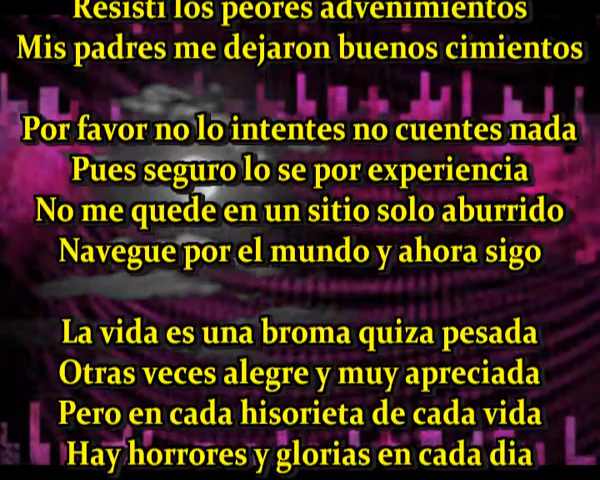 Resisti los peores advenimientos
Mis padres me dejaron buenos cimientos
Por favor no lo intentes no cuentes nada
Pues seguro lo se por experiencia
No me quede en un sitio solo aburrido
Navegue por el mundo y ahora sigo
La vida es una broma quiza pesada
Otras veces alegre y muy apreciada
Pero en cada hisorieta de cada vida
Hay horrores y glorias en cada dia